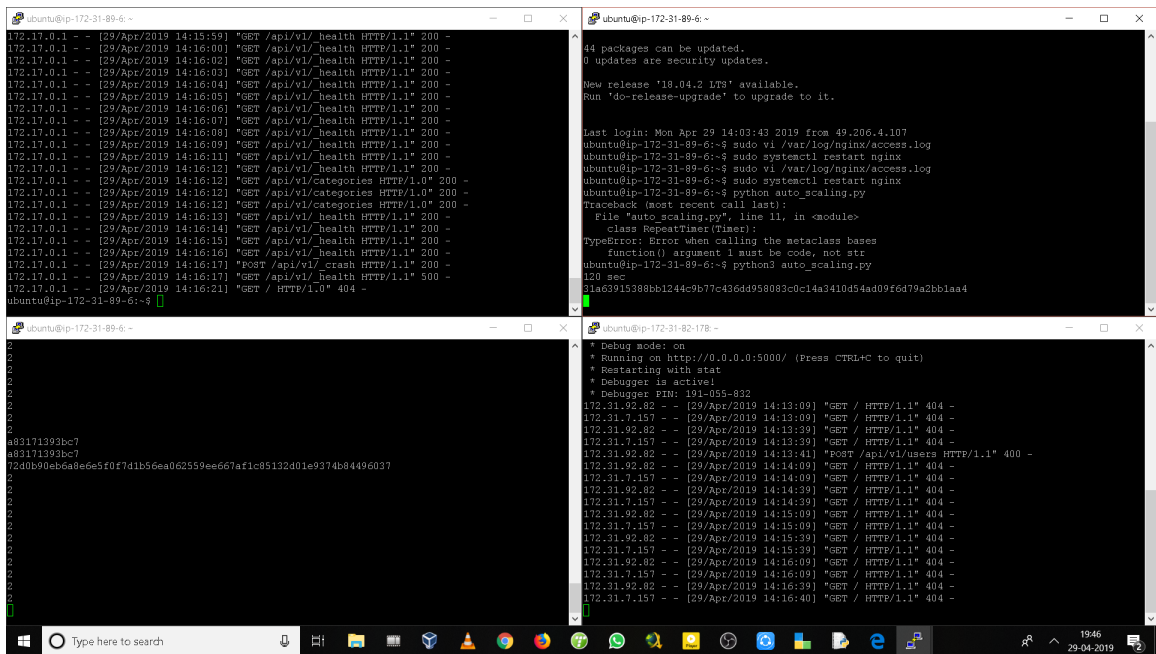 ubuntu@ip-172-31-89-6: ~
172.17.0.1 - - [29/Apr/2019 14:15:59] "GET /api/v1/_health HTTP/1.1" 200 -
172.17.0.1 - - [29/Apr/2019 14:16:00] "GET /api/v1/_health HTTP/1.1" 200 -
172.17.0.1 - - [29/Apr/2019 14:16:02] "GET /api/v1/_health HTTP/1.1" 200 -
172.17.0.1 - - [29/Apr/2019 14:16:03] "GET /api/v1/_health HTTP/1.1" 200 -
172.17.0.1 - - [29/Apr/2019 14:16:04] "GET /api/v1/_health HTTP/1.1" 200 -
172.17.0.1 - - [29/Apr/2019 14:16:05] "GET /api/v1/_health HTTP/1.1" 200 -
172.17.0.1 - - [29/Apr/2019 14:16:06] "GET /api/v1/_health HTTP/1.1" 200 -
172.17.0.1 - - [29/Apr/2019 14:16:07] "GET /api/v1/_health HTTP/1.1" 200 -
172.17.0.1 - - [29/Apr/2019 14:16:08] "GET /api/v1/_health HTTP/1.1" 200 -
172.17.0.1 - - [29/Apr/2019 14:16:09] "GET /api/v1/_health HTTP/1.1" 200 -
172.17.0.1 - - [29/Apr/2019 14:16:11] "GET /api/v1/_health HTTP/1.1" 200 -
172.17.0.1 - - [29/Apr/2019 14:16:12] "GET /api/v1/_health HTTP/1.1" 200 -
172.17.0.1 - - [29/Apr/2019 14:16:12] "GET /api/v1/categories HTTP/1.0" 200 -
172.17.0.1 - - [29/Apr/2019 14:16:12] "GET /api/v1/categories HTTP/1.0" 200 -
172.17.0.1 - - [29/Apr/2019 14:16:12] "GET /api/v1/categories HTTP/1.0" 200 -
172.17.0.1 - - [29/Apr/2019 14:16:13] "GET /api/v1/_health HTTP/1.1" 200 -
172.17.0.1 - - [29/Apr/2019 14:16:14] "GET /api/v1/_health HTTP/1.1" 200 -
172.17.0.1 - - [29/Apr/2019 14:16:15] "GET /api/v1/_health HTTP/1.1" 200 -
172.17.0.1 - - [29/Apr/2019 14:16:16] "GET /api/v1/_health HTTP/1.1" 200 -
172.17.0.1 - - [29/Apr/2019 14:16:17] "POST /api/v1/_crash HTTP/1.1" 200 -
172.17.0.1 - - [29/Apr/2019 14:16:17] "GET /api/v1/_health HTTP/1.1" 500 -
172.17.0.1 - - [29/Apr/2019 14:16:21] "GET / HTTP/1.0" 404 -
ubuntu@ip-172-31-89-6:~$
ubuntu@ip-172-31-89-6: ~
44 packages can be updated.
0 updates are security updates.
New release '18.04.2 LTS' available.
Run 'do-release-upgrade' to upgrade to it.
Last login: Mon Apr 29 14:03:43 2019 from 49.206.4.107
ubuntu@ip-172-31-89-6:~$ sudo vi /var/log/nginx/access.log
ubuntu@ip-172-31-89-6:~$ sudo systemctl restart nginx
ubuntu@ip-172-31-89-6:~$ sudo vi /var/log/nginx/access.log
ubuntu@ip-172-31-89-6:~$ sudo systemctl restart nginx
ubuntu@ip-172-31-89-6:~$ python auto_scaling.py
Traceback (most recent call last):
File "auto_scaling.py", line 11, in <module>
class RepeatTimer(Timer):
TypeError: Error when calling the metaclass bases
function() argument 1 must be code, not str
ubuntu@ip-172-31-89-6:~$ python3 auto_scaling.py
120 sec
31a63915388bb1244c9b77c436dd958083c0c14a3410d54ad09f6d79a2bb1aa4
ubuntu@ip-172-31-89-6: ~
2
2
2
2
2
2
2
2
a83171393bc7
a83171393bc7
72d0b90eb6a8e6e5f0f7d1b56ea062559ee667af1c85132d01e9374b84496037
2
2
2
2
2
2
2
2
2
2
2
ubuntu@ip-172-31-82-178: ~
* Debug mode: on
* Running on http://0.0.0.0:5000/ (Press CTRL+C to quit)
* Restarting with stat
* Debugger is active!
* Debugger PIN: 191-055-832
172.31.92.82 - - [29/Apr/2019 14:13:09] "GET / HTTP/1.1" 404 -
172.31.7.157 - - [29/Apr/2019 14:13:09] "GET / HTTP/1.1" 404 -
172.31.92.82 - - [29/Apr/2019 14:13:39] "GET / HTTP/1.1" 404 -
172.31.7.157 - - [29/Apr/2019 14:13:39] "GET / HTTP/1.1" 404 -
172.31.92.82 - - [29/Apr/2019 14:13:41] "POST /api/v1/users HTTP/1.1" 400 -
172.31.92.82 - - [29/Apr/2019 14:14:09] "GET / HTTP/1.1" 404 -
172.31.7.157 - - [29/Apr/2019 14:14:09] "GET / HTTP/1.1" 404 -
172.31.92.82 - - [29/Apr/2019 14:14:39] "GET / HTTP/1.1" 404 -
172.31.7.157 - - [29/Apr/2019 14:14:39] "GET / HTTP/1.1" 404 -
172.31.92.82 - - [29/Apr/2019 14:15:09] "GET / HTTP/1.1" 404 -
172.31.7.157 - - [29/Apr/2019 14:15:09] "GET / HTTP/1.1" 404 -
172.31.92.82 - - [29/Apr/2019 14:15:39] "GET / HTTP/1.1" 404 -
172.31.7.157 - - [29/Apr/2019 14:15:39] "GET / HTTP/1.1" 404 -
172.31.92.82 - - [29/Apr/2019 14:16:09] "GET / HTTP/1.1" 404 -
172.31.7.157 - - [29/Apr/2019 14:16:09] "GET / HTTP/1.1" 404 -
172.31.92.82 - - [29/Apr/2019 14:16:39] "GET / HTTP/1.1" 404 -
172.31.7.157 - - [29/Apr/2019 14:16:40] "GET / HTTP/1.1" 404 -
Type here to search
19:46
29-04-2019
2